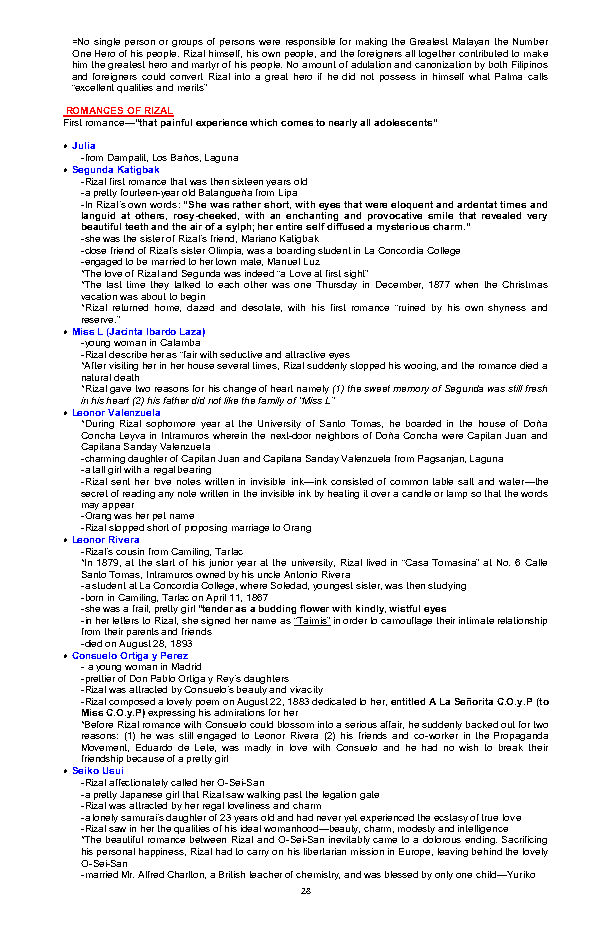 =No single person or groups of persons were responsible for making the Greatest Malayan the Number
One Hero of his people. Rizal himself, his own people, and the foreigners all together contributed to make
him the greatest hero and martyr of his people. No amount of adulation and canonization by both Filipinos
and foreigners could convert Rizal into a great hero if he did not possess in himself what Palma calls
“excellent qualities and merits”
ROMANCES OF RIZAL
First romance—“that painful experience which comes to nearly all adolescents”
• Julia
-from Dampalit, Los Baños, Laguna
• Segunda Katigbak
-Rizal first romance that was then sixteen years old
-a pretty fourteen-year old Batangueña from Lipa
-In Rizal’s own words: “She was rather short, with eyes that were eloquent and ardentat times and
languid at others, rosy-cheeked, with an enchanting and provocative smile that revealed very
beautiful teeth and the air of a sylph; her entire self diffused a mysterious charm.”
-she was the sister of Rizal’s friend, Mariano Katigbak
-close friend of Rizal’s sister Olimpia, was a boarding student in La Concordia College
-engaged to be married to her town mate, Manuel Luz
*The love of Rizal and Segunda was indeed “a Love at first sight”
*The last time they talked to each other was one Thursday in December, 1877 when the Christmas
vacation was about to begin
*Rizal returned home, dazed and desolate, with his first romance “ruined by his own shyness and
reserve.”
• Miss L (Jacinta Ibardo Laza)
-young woman in Calamba
-Rizal describe her as “fair with seductive and attractive eyes
*After visiting her in her house several times, Rizal suddenly stopped his wooing, and the romance died a
natural death
*Rizal gave two reasons for his change of heart namely (1) the sweet memory of Segunda was still fresh
in his heart (2) his father did not like the family of “Miss L”
• Leonor Valenzuela
*During Rizal sophomore year at the University of Santo Tomas, he boarded in the house of Doña
Concha Leyva in Intramuros wherein the next-door neighbors of Doña Concha were Capitan Juan and
Capitana Sanday Valenzuela
-charming daughter of Capitan Juan and Capitana Sanday Valenzuela from Pagsanjan, Laguna
-a tall girl with a regal bearing
-Rizal sent her love notes written in invisible ink—ink consisted of common table salt and water—the
secret of reading any note written in the invisible ink by heating it over a candle or lamp so that the words
may appear
-Orang was her pet name
-Rizal stopped short of proposing marriage to Orang
• Leonor Rivera
-Rizal’s cousin from Camiling, Tarlac
*In 1879, at the start of his junior year at the university, Rizal lived in “Casa Tomasina” at No. 6 Calle
Santo Tomas, Intramuros owned by his uncle Antonio Rivera
-a student at La Concordia College, where Soledad, youngest sister, was then studying
-born in Camiling, Tarlac on April 11, 1867
-she was a frail, pretty girl “tender as a budding flower with kindly, wistful eyes
-in her letters to Rizal, she signed her name as “Taimis” in order to camouflage their intimate relationship
from their parents and friends
-died on August 28, 1893
• Consuelo Ortiga y Perez
- a young woman in Madrid
-prettier of Don Pablo Ortiga y Rey’s daughters
-Rizal was attracted by Consuelo’s beauty and vivacity
-Rizal composed a lovely poem on August 22, 1883 dedicated to her, entitled A La Señorita C.O.y.P (to
Miss C.O.y.P) expressing his admirations for her
*Before Rizal romance with Consuelo could blossom into a serious affair, he suddenly backed out for two
reasons: (1) he was still engaged to Leonor Rivera (2) his friends and co-worker in the Propaganda
Movement, Eduardo de Lete, was madly in love with Consuelo and he had no wish to break their
friendship because of a pretty girl
• Seiko Usui
-Rizal affectionately called her O-Sei-San
-a pretty Japanese girl that Rizal saw walking past the legation gate
-Rizal was attracted by her regal loveliness and charm
-a lonely samurai’s daughter of 23 years old and had never yet experienced the ecstasy of true love
-Rizal saw in her the qualities of his ideal womanhood—beauty, charm, modesty and intelligence
*The beautiful romance between Rizal and O-Sei-San inevitably came to a dolorous ending. Sacrificing
his personal happiness, Rizal had to carry on his libertarian mission in Europe, leaving behind the lovely
O-Sei-San
-married Mr. Alfred Charlton, a British teacher of chemistry, and was blessed by only one child—Yuriko
28